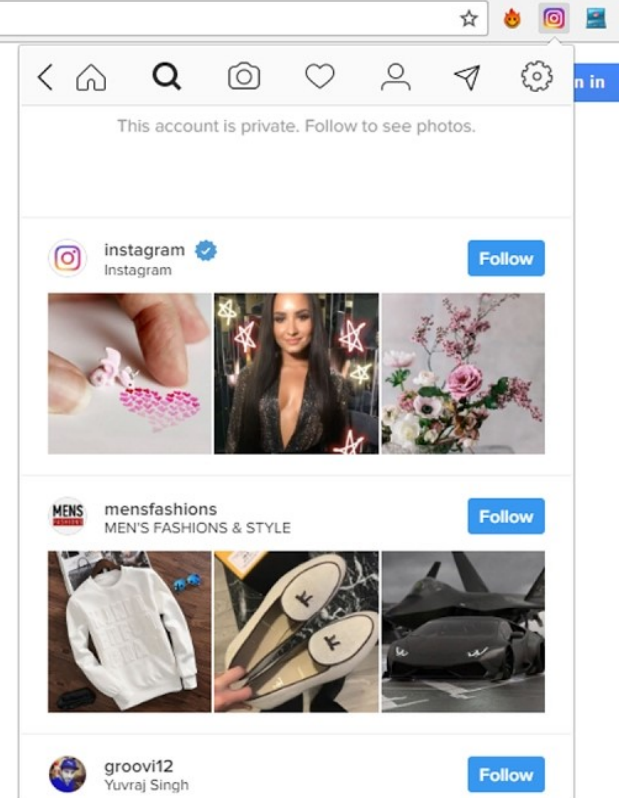 n in
This account is private. Follow to see photos.
instagram
Instagram
Follow
mensfashions
MEN'S FASHIONS & STYLE
Follow
MENS
FASHIONS
groovi12
Yuvraj Singh
Follow